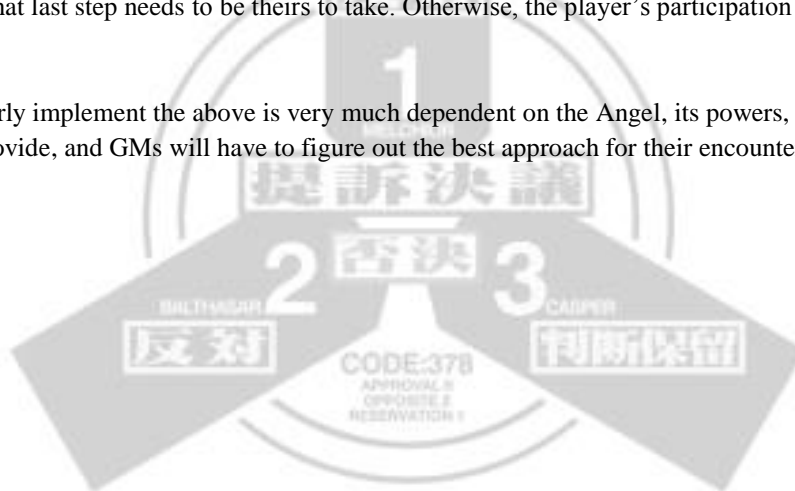 hat last step needs to be theirs to take. Otherwise, the player’s participation
rly implement the above is very much dependent on the Angel, its powers,
ovide, and GMs will have to figure out the best approach for their encounte
1
MELCHIOR
提訴決議
否決
2
3
BALTHASAR
CASPER
反対
判断保留
CODE:378
APPROVAL
OPPOSITE
RESERVATION